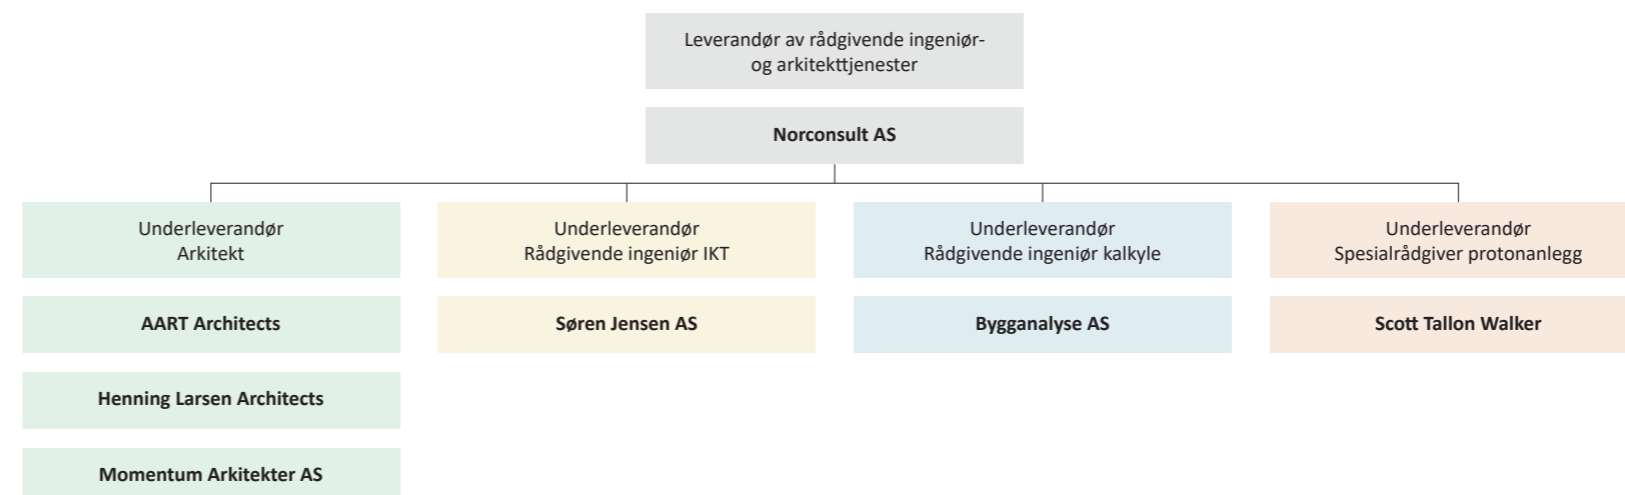 Leverandør av rådgivende ingeniør-
og arkitekttjenester
Norconsult AS
Underleverandør
Arkitekt
AART Architects
Henning Larsen Architects
Momentum Arkitekter AS
Underleverandør
Rådgivende ingeniør IKT
Søren Jensen AS
Underleverandør
Rådgivende ingeniør kalkyle
Bygganalyse AS
Underleverandør
Spesialrådgiver protonanlegg
Scott Tallon Walker